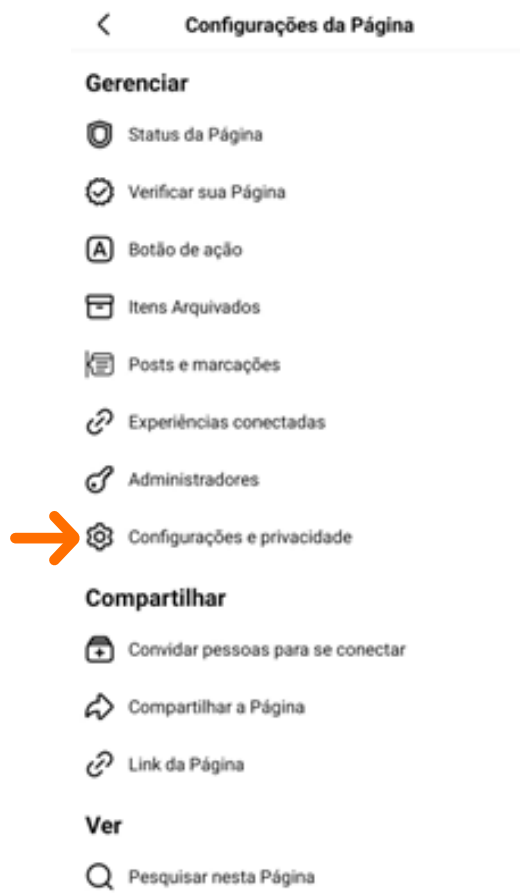 Configurações da Página
Gerenciar
Status da Página
Verificar sua Página
A Botão de ação
Itens Arquivados
Posts e marcações
Experiências conectadas
Administradores
Configurações e privacidade
Compartilhar
Convidar pessoas para se conectar
Compartilhar a Página
Link da Página
Ver
Pesquisar nesta Página